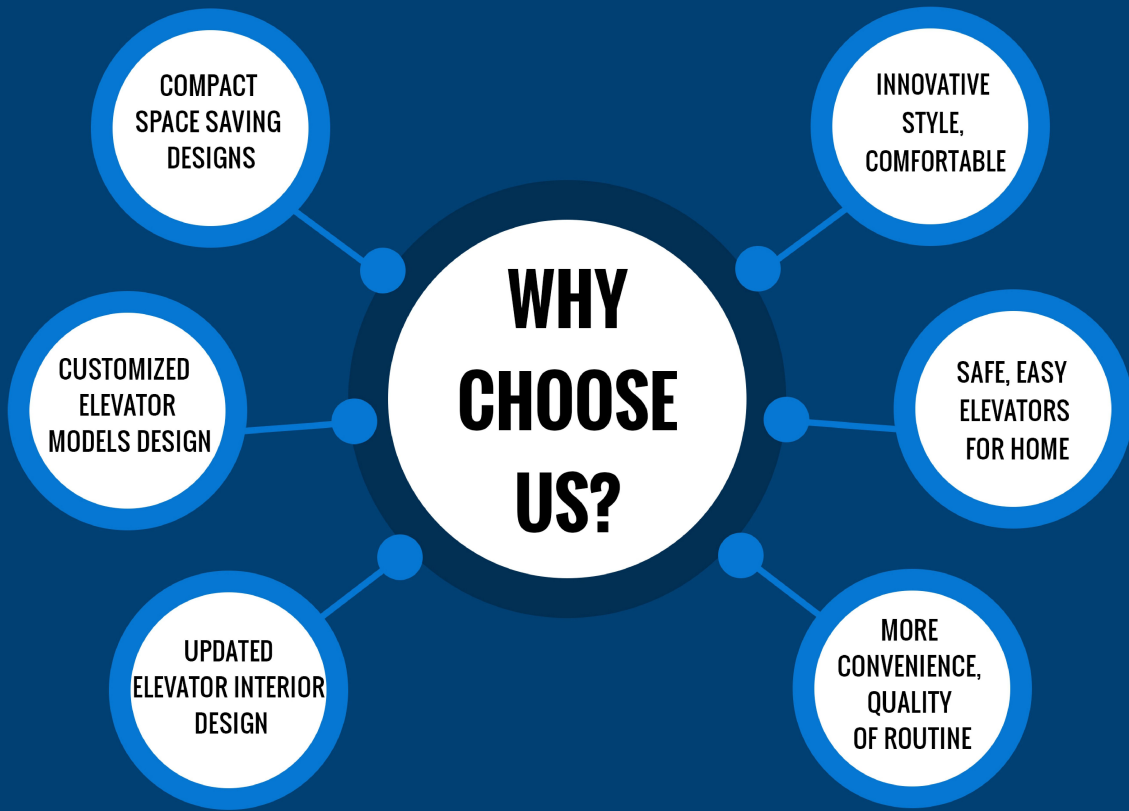 COMPACT
SPACE SAVING
DESIGNS
INNOVATIVE
STYLE,
COMFORTABLE
WHY
CHOOSE
US?
CUSTOMIZED
ELEVATOR
MODELS DESIGN
SAFE, EASY
ELEVATORS
FOR HOME
UPDATED
ELEVATOR INTERIOR
DESIGN
MORE
CONVENIENCE,
QUALITY
OF ROUTINE